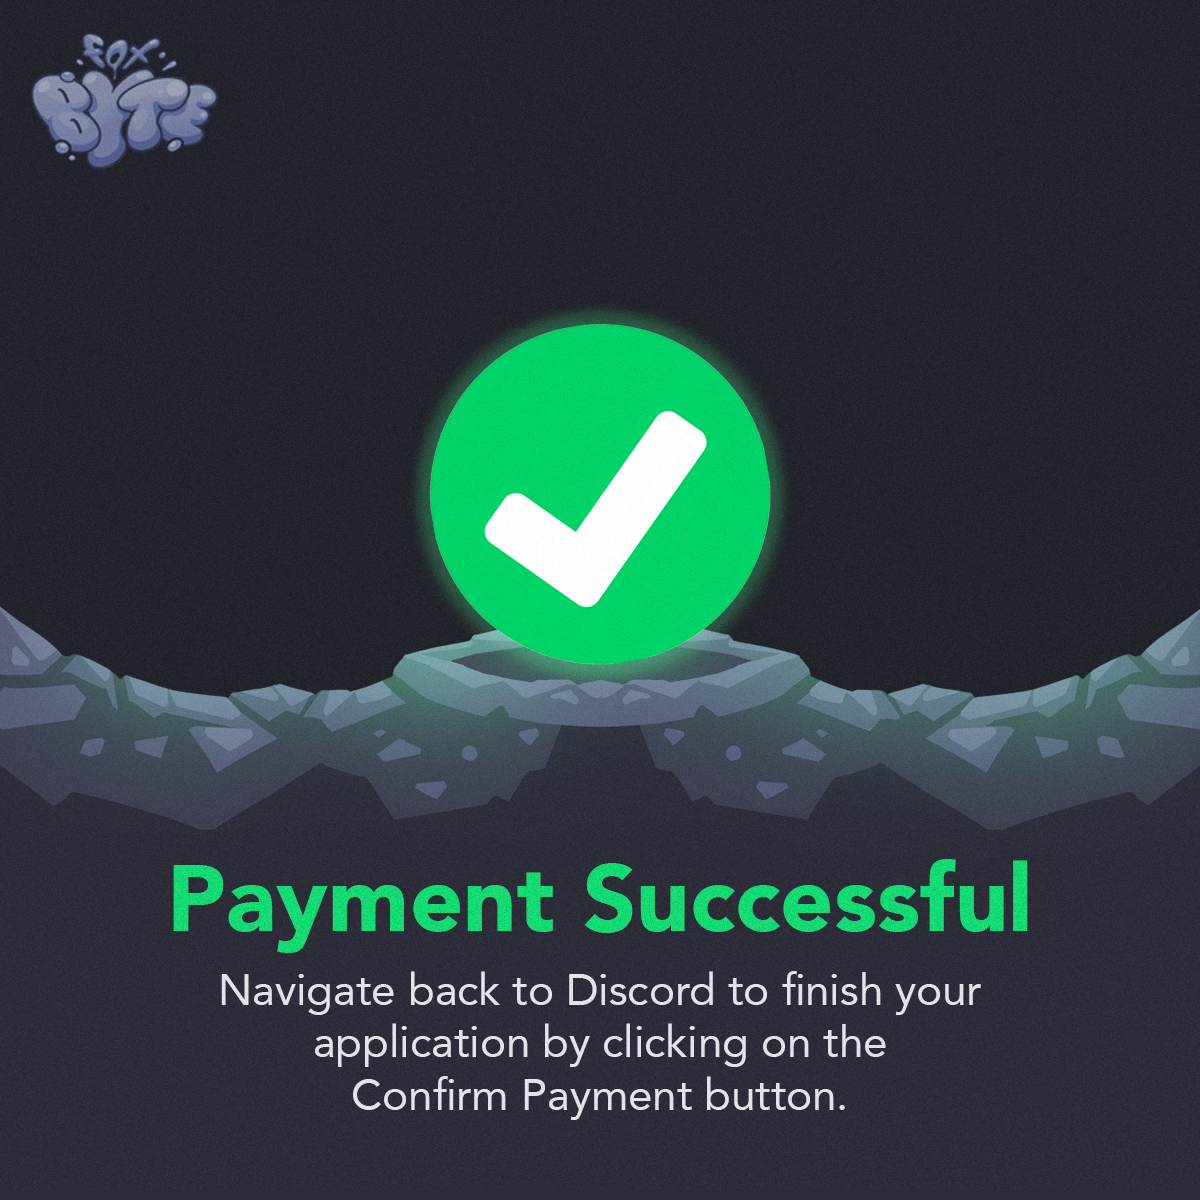 FOX
BYTE
Payment Successful
Navigate back to Discord to finish your
application by clicking on the
Confirm Payment button.